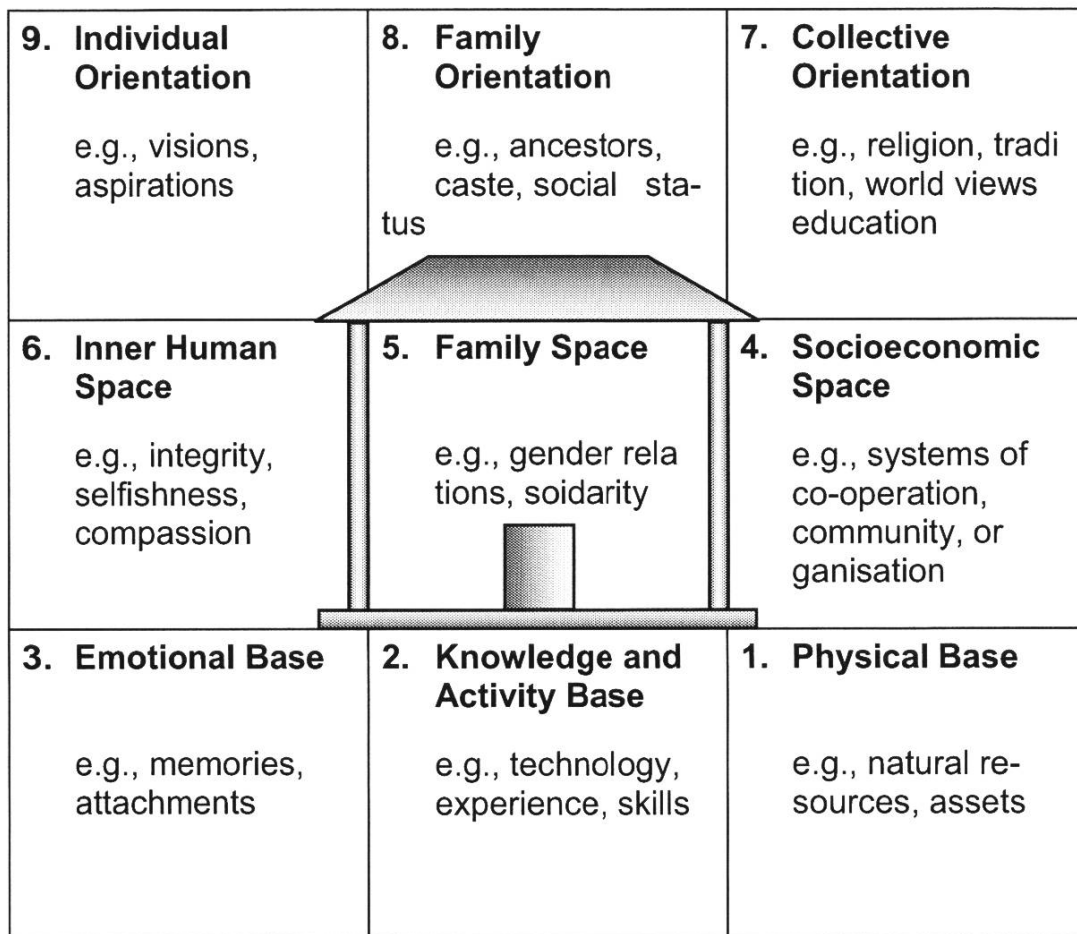 9. Individual
Orientation
e.g., visions,
aspirations
8. Family
Orientation
e.g., ancestors,
caste, social sta-
tus
7. Collective
Orientation
e.g., religion, tradi
tion, world views
education
6. Inner Human
Space
e.g., integrity,
selfishness,
compassion
5. Family Space
e.g., gender rela
tions, soidarity
4. Socioeconomic
Space
e.g., systems of
co-operation,
community, or
ganisation
3. Emotional Base
e.g., memories,
attachments
2. Knowledge and
Activity Base
e.g., technology,
experience, skills
1. Physical Base
e.g., natural re-
sources, assets